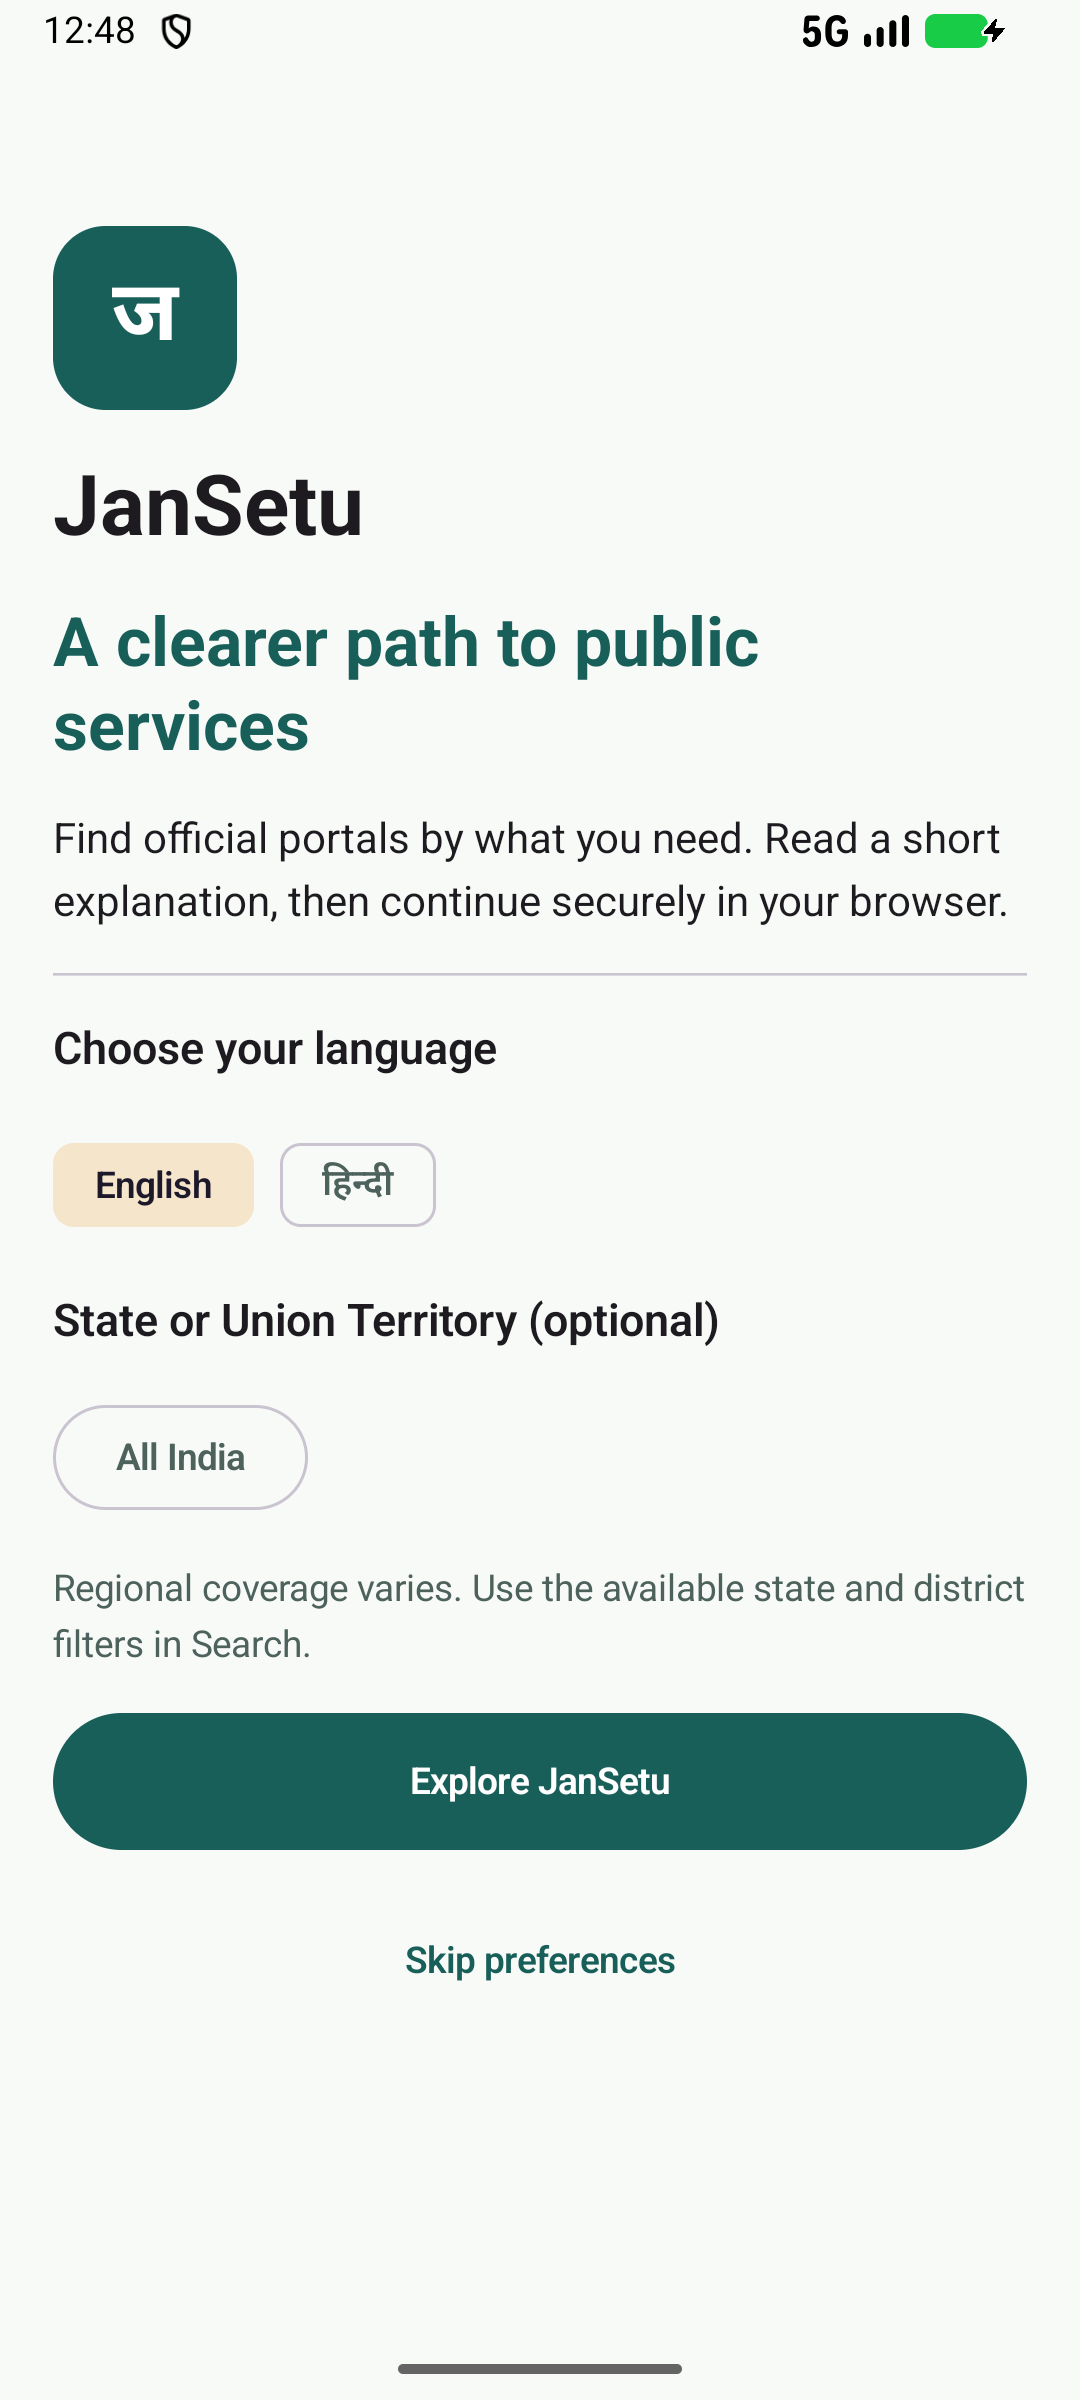 12:48
5G
ज
JanSetu
A clearer path to public
services
Find official portals by what you need. Read a short
explanation, then continue securely in your browser.
Choose your language
English
हिन्दी
State or Union Territory (optional)
All India
Regional coverage varies. Use the available state and district
filters in Search.
Explore JanSetu
Skip preferences